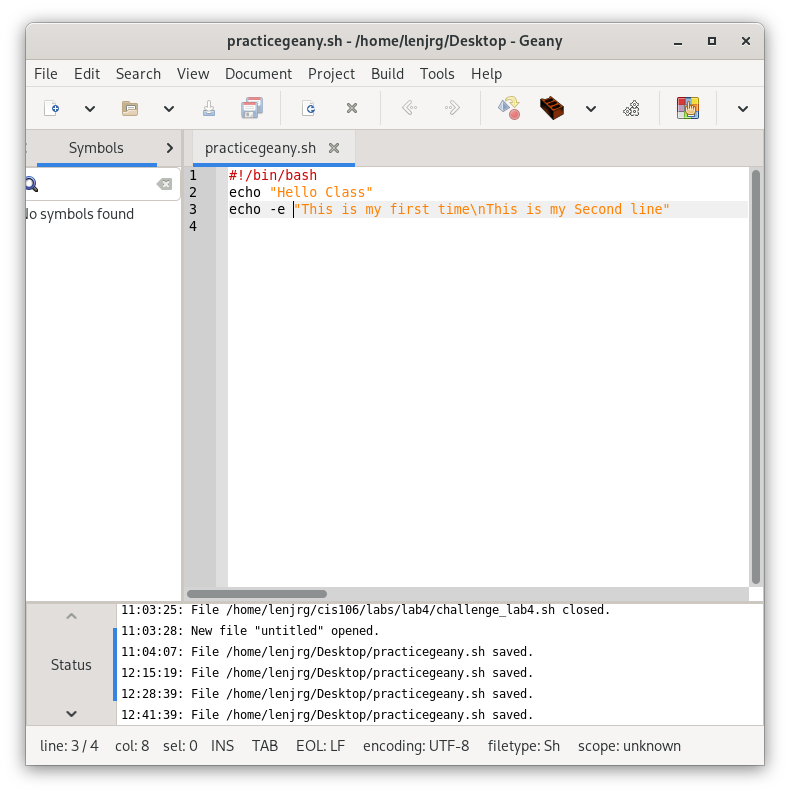 practicegeany.sh - /home/lenjrg/Desktop - Geany
File Edit Search View Document Project Build Tools Help
Symbols
practicegeany.sh
No symbols found
1 #!/bin/bash
2 echo "Hello Class"
3 echo -e "This is my first time\nThis is my Second line"
4
Status
11:03:25: File /home/lenjrg/cis106/labs/lab4/challenge_lab4.sh closed.
11:03:28: New file "untitled" opened.
11:04:07: File /home/lenjrg/Desktop/practicegeany.sh saved.
12:15:19: File /home/lenjrg/Desktop/practicegeany.sh saved.
12:28:39: File /home/lenjrg/Desktop/practicegeany.sh saved.
12:41:39: File /home/lenjrg/Desktop/practicegeany.sh saved.
line: 3 / 4 col: 8 sel: 0 INS TAB EOL: LF encoding: UTF-8 filetype: Sh scope: unknown